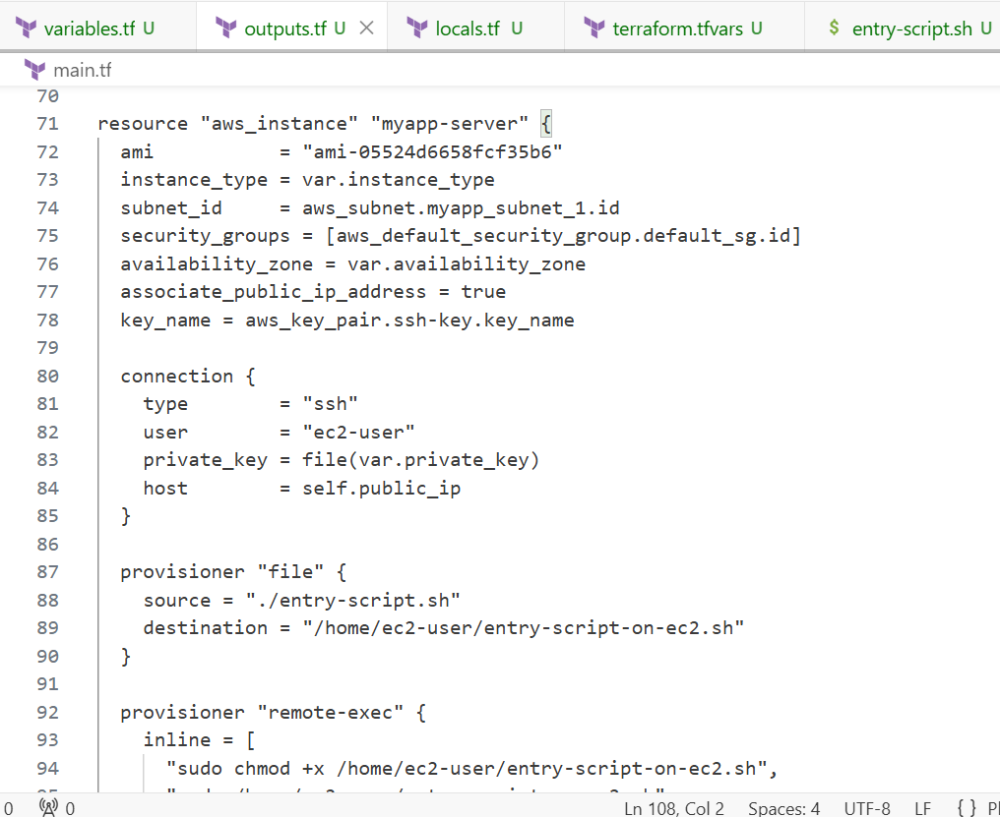 variables.tf U outputs.tf U locals.tf U terraform.tfvars U $ entry-script.sh U
main.tf
70
71 resource "aws_instance" "myapp-server" {
72 ami = "ami-05524d6658fcf35b6"
73 instance_type = var.instance_type
74 subnet_id = aws_subnet.myapp_subnet_1.id
75 security_groups = [aws_default_security_group.default_sg.id]
76 availability_zone = var.availability_zone
77 associate_public_ip_address = true
78 key_name = aws_key_pair.ssh-key.key_name
79
80 connection {
81 type = "ssh"
82 user = "ec2-user"
83 private_key = file(var.private_key)
84 host = self.public_ip
85 }
86
87 provisioner "file" {
88 source = "./entry-script.sh"
89 destination = "/home/ec2-user/entry-script-on-ec2.sh"
90 }
91
92 provisioner "remote-exec" {
93 inline = [
94 "sudo chmod +x /home/ec2-user/entry-script-on-ec2.sh",
0 0 Ln 108, Col 2 Spaces: 4 UTF-8 LF { }